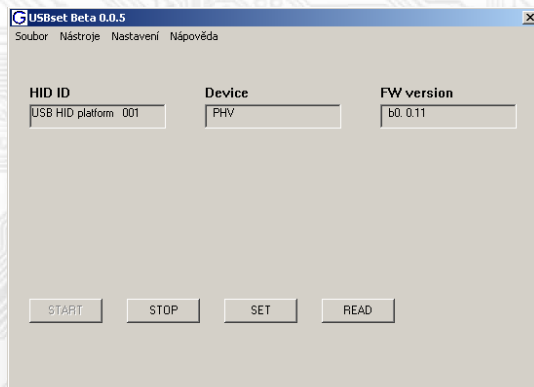 USBset Beta 0.0.5
Soubor Nástroje Nastavení Nápověda
HID ID Device FW version
USB HID platform 001 PHV b0. 0.11
START STOP SET READ